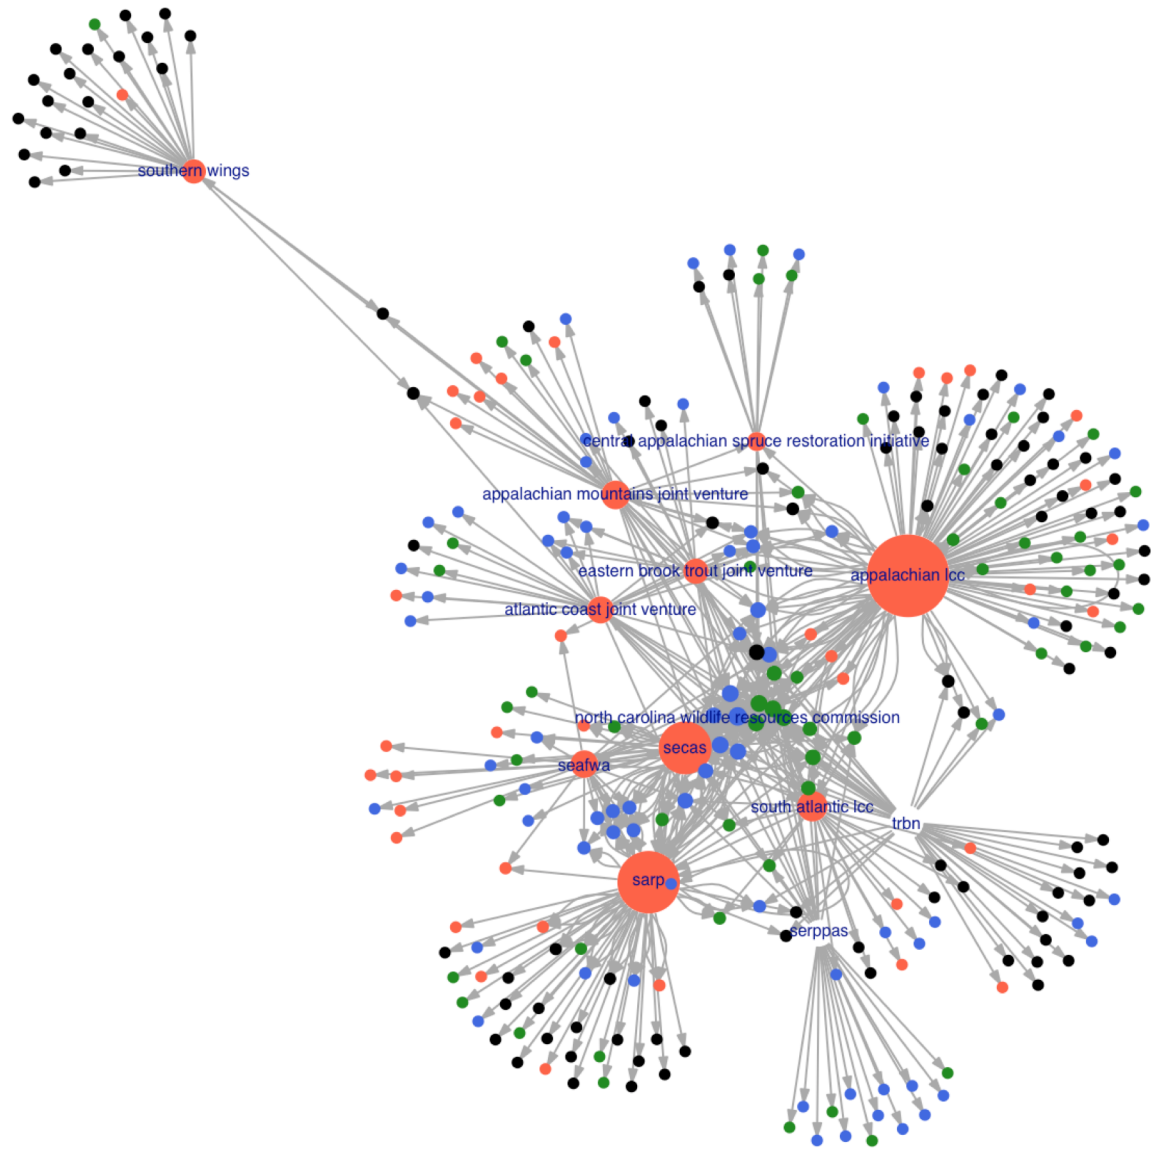 southern wings
central appalachian spruce restoration initiative
appalachian mountains joint venture
eastern brook trout joint venture
appalachian lcc
atlantic coast joint venture
north carolina wildlife resources commission
secas
seafwa
south atlantic lcc
trbn
sarp
serppas